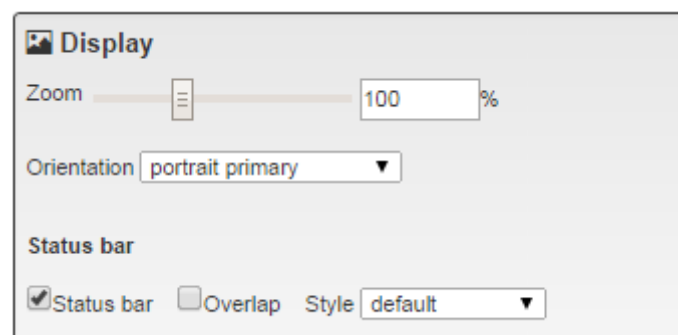 Display
Zoom 100 %
Orientation portrait primary
Status bar
Status bar Overlap Style default